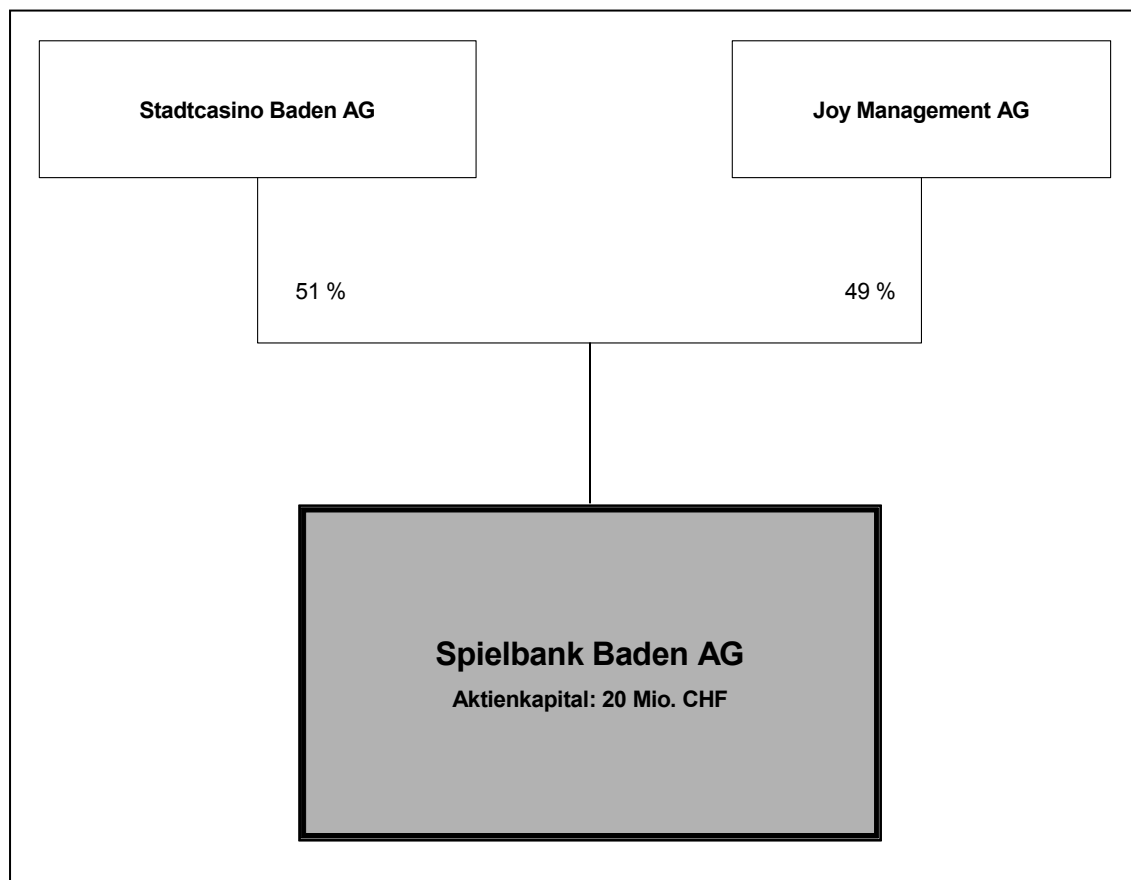 Stadtcasino Baden AG
Joy Management AG
51 %
49 %
Spielbank Baden AG
Aktienkapital: 20 Mio. CHF